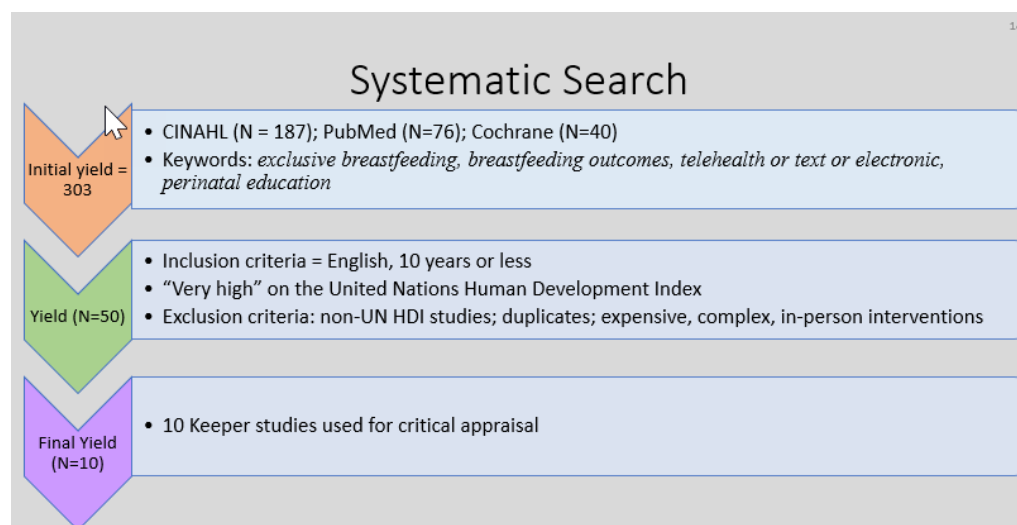 Systematic Search
Initial yield =
303
• CINAHL (N = 187); PubMed (N=76); Cochrane (N=40)
• Keywords: exclusive breastfeeding, breastfeeding outcomes, telehealth or text or electronic,
perinatal education
Yield (N=50)
• Inclusion criteria = English, 10 years or less
• “Very high” on the United Nations Human Development Index
• Exclusion criteria: non-UN HDI studies; duplicates; expensive, complex, in-person interventions
Final Yield
(N=10)
• 10 Keeper studies used for critical appraisal